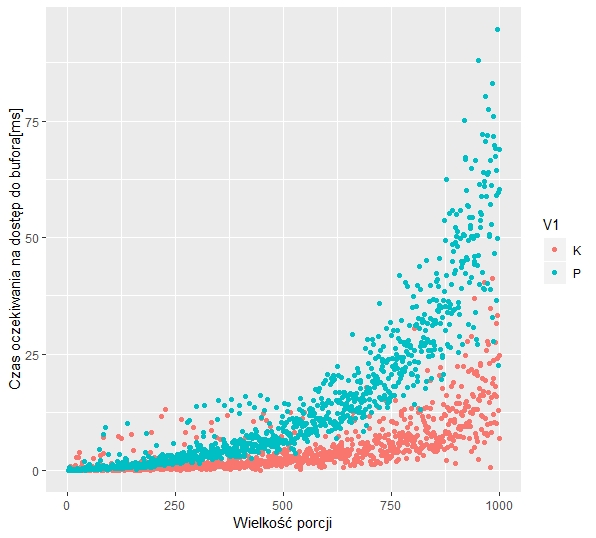 Czas oczekiwania na dostęp do bufora[ms]
75
50
25
0
0 250 500 750 1000
Wielkość porcji
V1
K
P